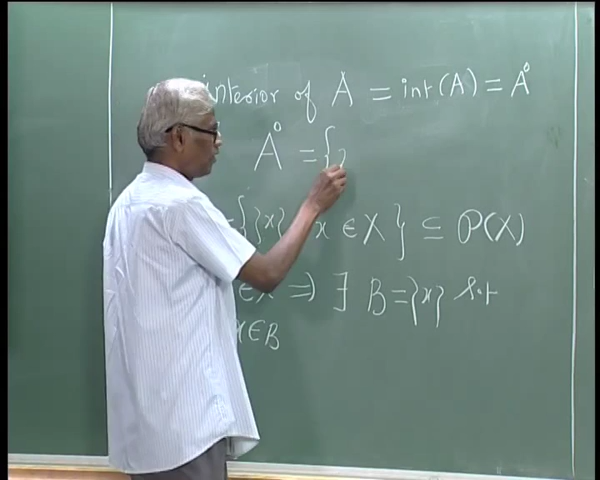 interior of A = int(A) = A°
A° = {
= {{x} x ∈ X} ⊆ P(X)
∈ X ⇒ ∃ B = {x} s.t
x ∈ B